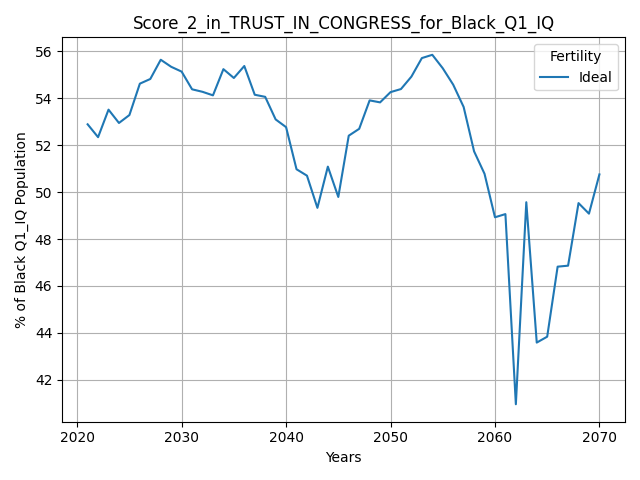 Score_2_in_TRUST_IN_CONGRESS_for_Black_Q1_IQ
% of Black Q1_IQ Population
56
54
52
50
48
46
44
42
Fertility
Ideal
2020 2030 2040 2050 2060 2070
Years